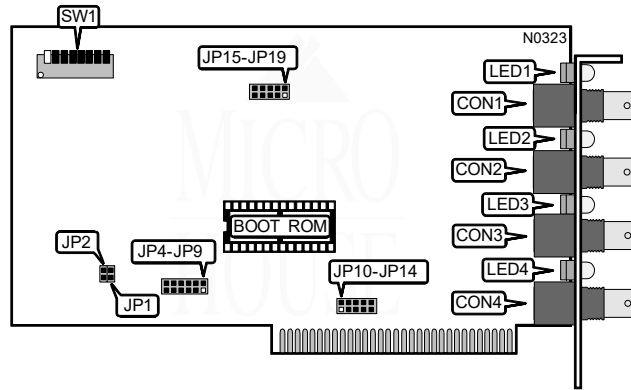 SW1
N0323
JP15-JP19
LED1
CON1
LED2
CON2
LED3
CON3
LED4
CON4
MICRO
HOUSE
BOOT ROM
JP2
JP4-JP9
JP1
JP10-JP14